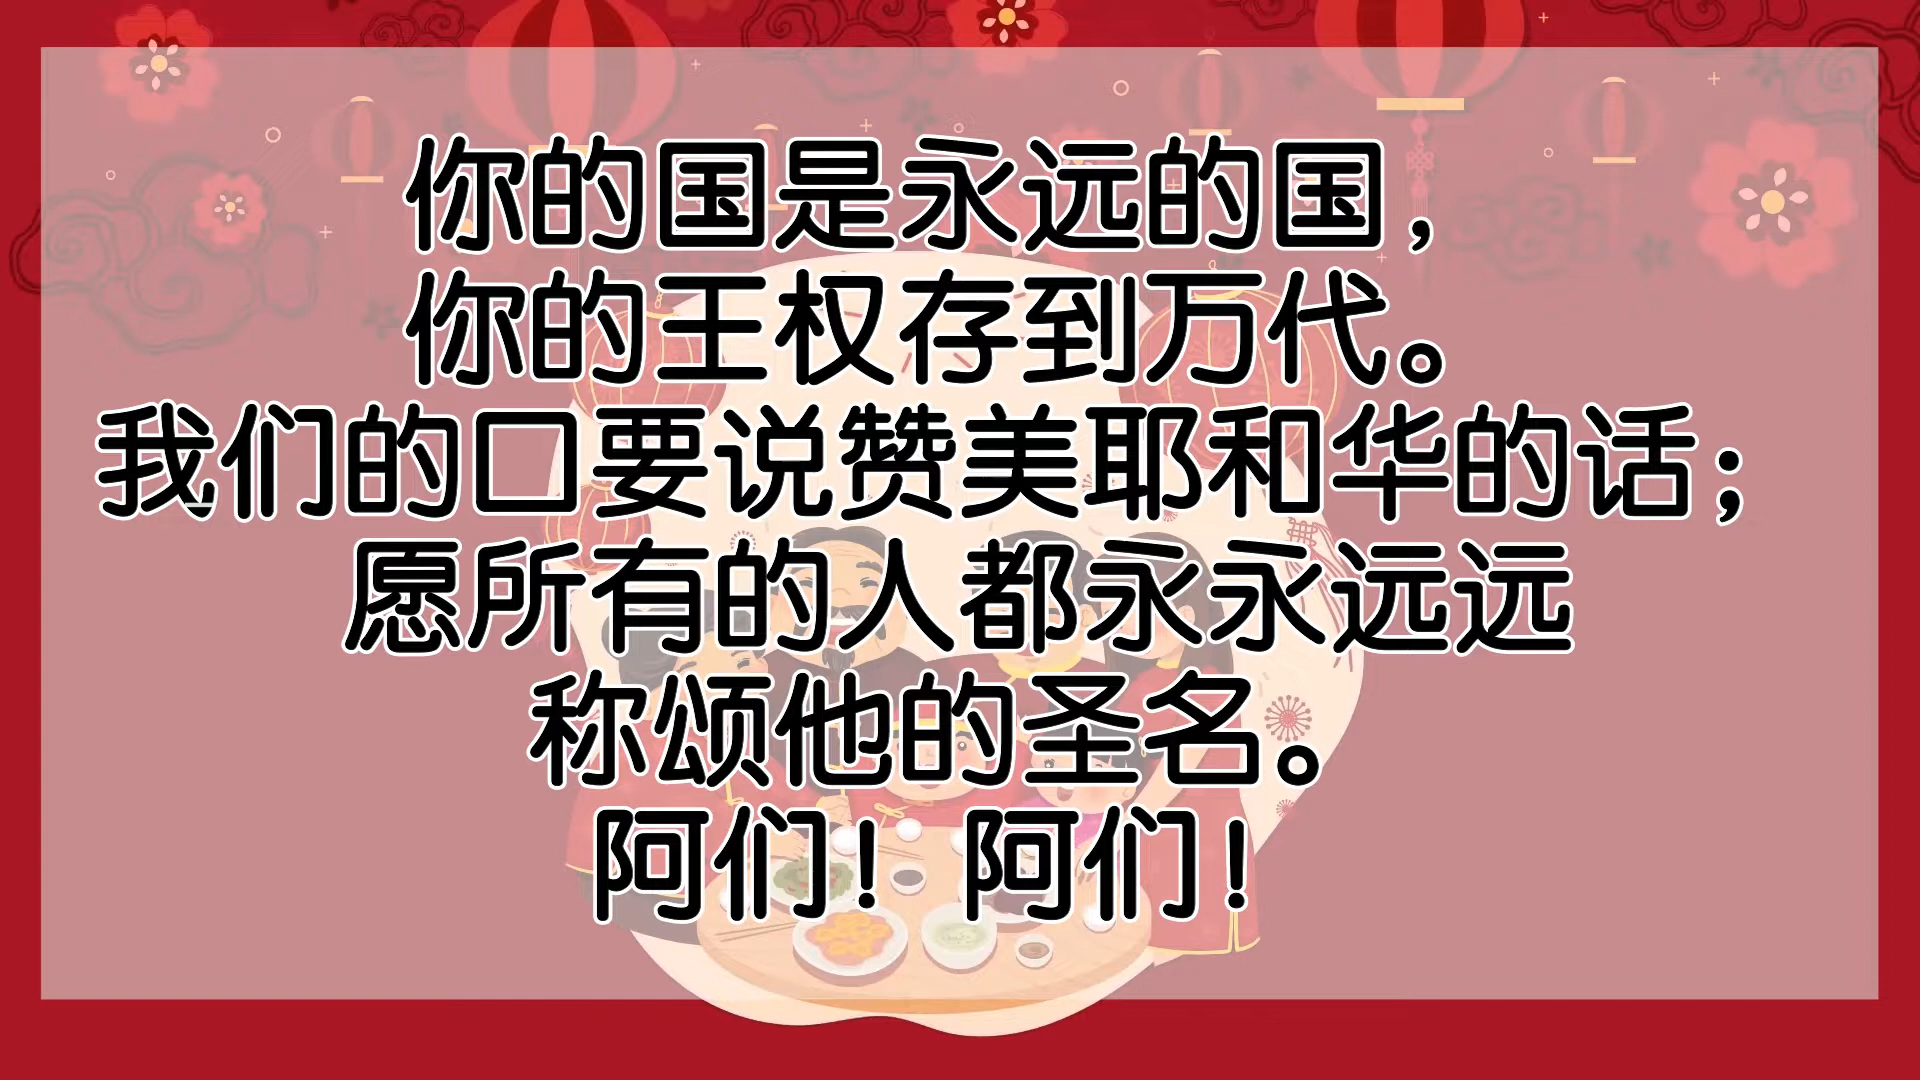 你的国是永远的国，
你的王权存到万代。
我们的口要说赞美耶和华的话；
愿所有的人都永永远远
称颂他的圣名。
阿们！阿们！